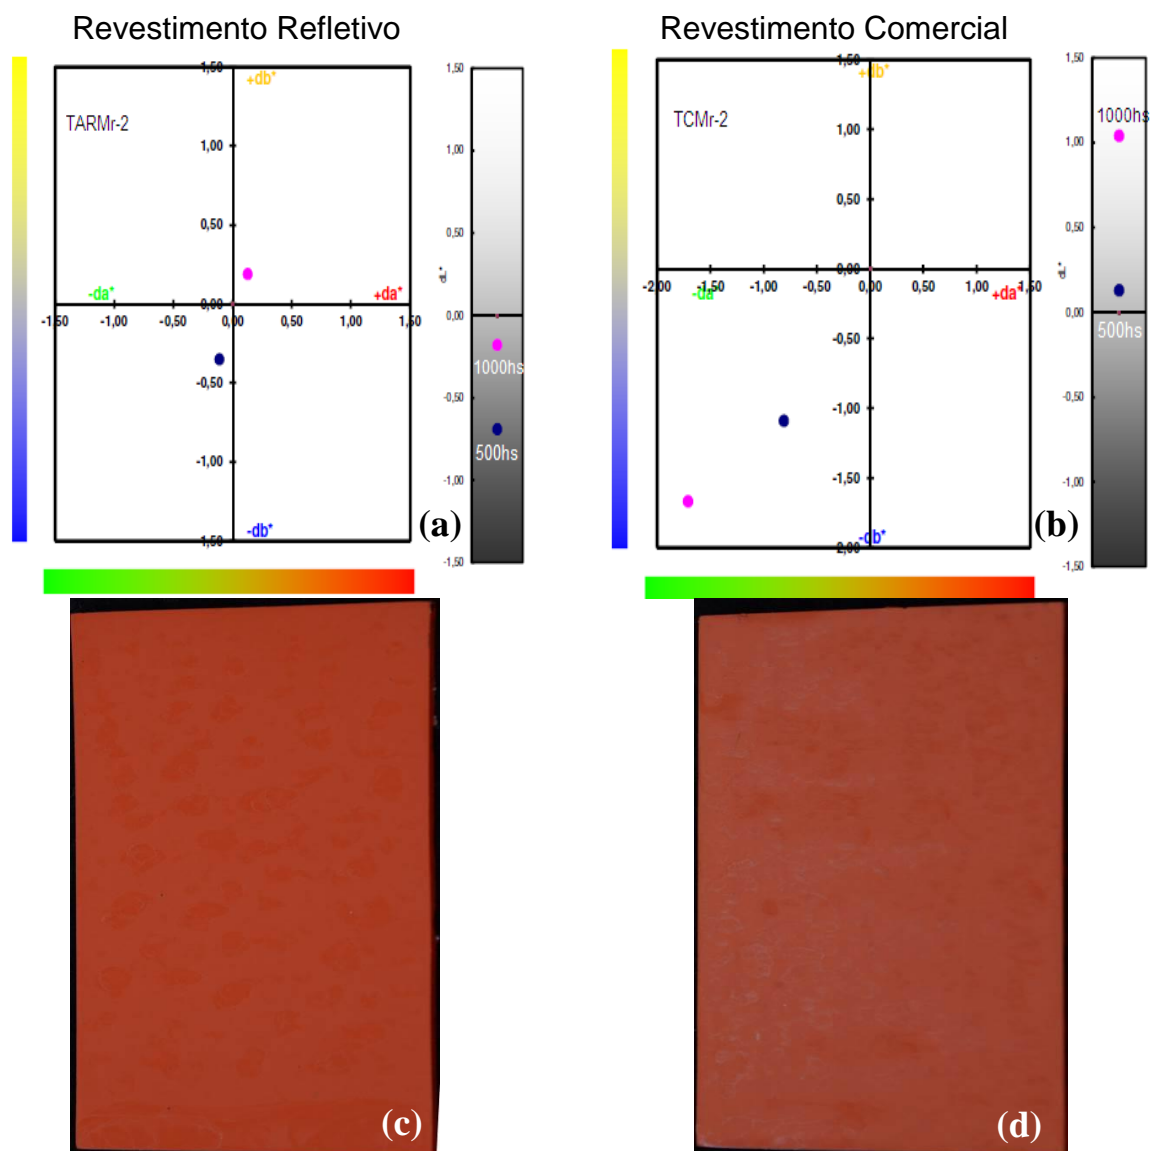 Revestimento Refletivo
Revestimento Comercial
1,50
+db*
TARMr-2
1,00
0,50
-da*
0,00
+da*
-1,50
-1,00
-0,50
0,00
0,50
1,00
1,50
-0,50
-1,00
-db*
-1,50
(a)
1,50
1,00
0,50
dL*
0,00
1000hs
-0,50
500hs
-1,00
-1,50
1,50
+db*
TCMr-2
1,00
0,50
0,00
-2,00
-1,50
-1,00
-0,50
0,00
0,50
1,00
1,50
-da*
+da*
-0,50
-1,00
-1,50
-db*
-2,00
(b)
1,50
1000hs
1,00
0,50
dL*
0,00
500hs
-0,50
-1,00
-1,50
(c)
(d)